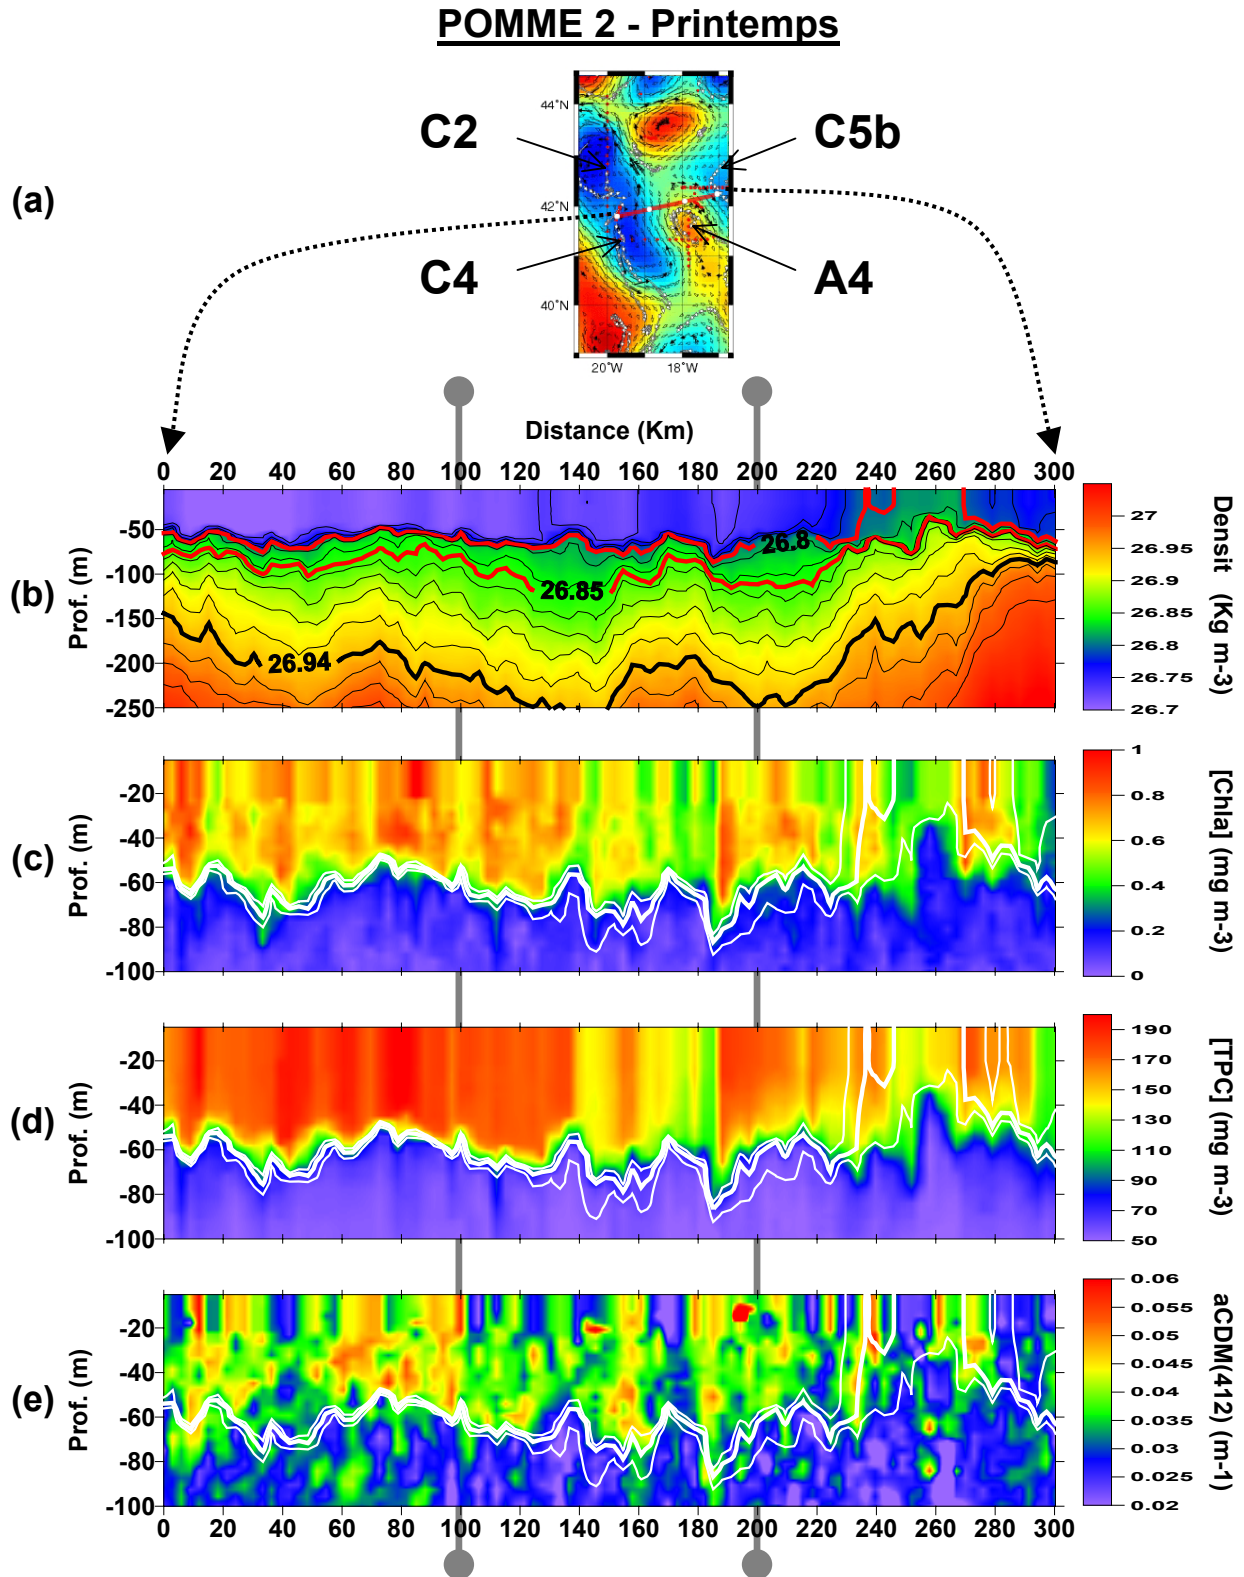 POMME 2 - Printemps
(a)
C2
C5b
C4
A4
44°N
42°N
40°N
20°W
18°W
Distance (Km)
0 20 40 60 80 100 120 140 160 180 200 220 240 260 280 300
(b)
Prof. (m)
-50
-100
-150
-200
-250
26.8
26.85
26.94
27
26.95
26.9
26.85
26.8
26.75
26.7
Densit (Kg m-3)
(c)
Prof. (m)
-20
-40
-60
-80
-100
1
0.8
0.6
0.4
0.2
0
[Chla] (mg m-3)
(d)
Prof. (m)
-20
-40
-60
-80
-100
190
170
150
130
110
90
70
50
[TPC] (mg m-3)
(e)
Prof. (m)
-20
-40
-60
-80
-100
0.06
0.055
0.05
0.045
0.04
0.035
0.03
0.025
0.02
aCDM(412) (m-1)
0 20 40 60 80 100 120 140 160 180 200 220 240 260 280 300